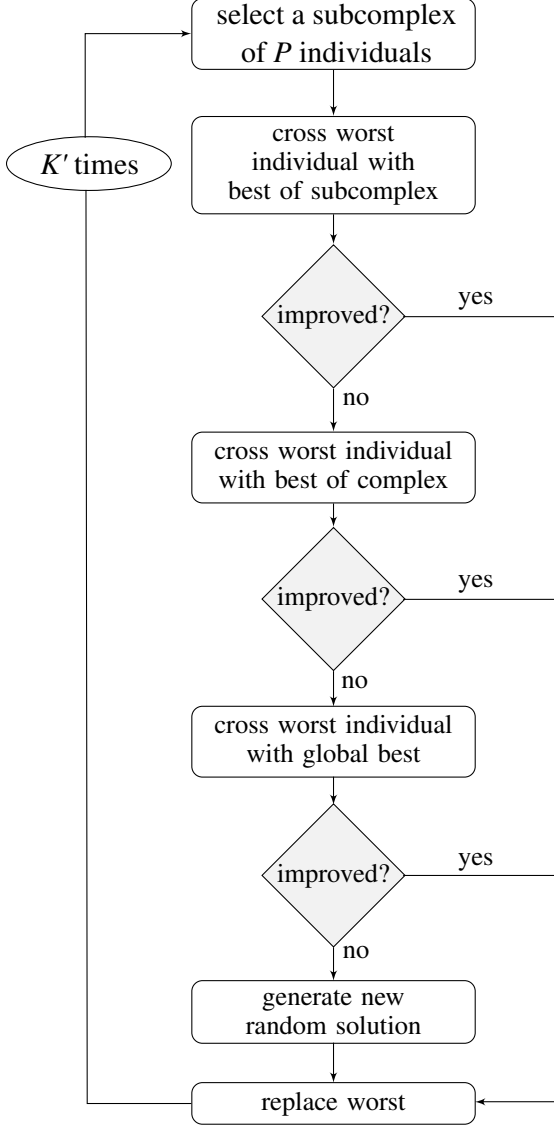 select a subcomplex
of P individuals
K' times
cross worst
individual with
best of subcomplex
improved?
yes
no
cross worst individual
with best of complex
improved?
yes
no
cross worst individual
with global best
improved?
yes
no
generate new
random solution
replace worst